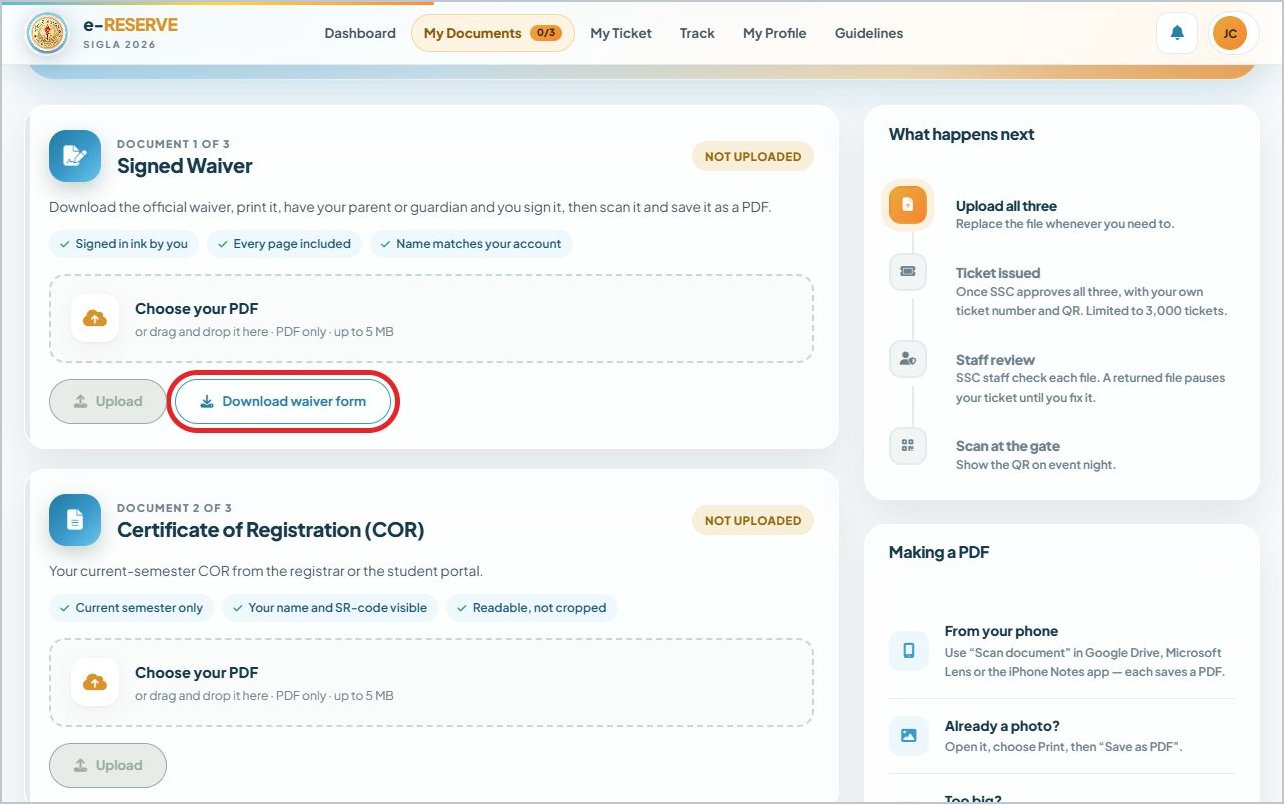 e-RESERVE
SIGLA 2026
Dashboard
My Documents 0/3
My Ticket
Track
My Profile
Guidelines
JC
DOCUMENT 1 OF 3
Signed Waiver
NOT UPLOADED
Download the official waiver, print it, have your parent or guardian and you sign it, then scan it and save it as a PDF.
Signed in ink by you
Every page included
Name matches your account
Choose your PDF
or drag and drop it here · PDF only · up to 5 MB
Upload
Download waiver form
DOCUMENT 2 OF 3
Certificate of Registration (COR)
NOT UPLOADED
Your current-semester COR from the registrar or the student portal.
Current semester only
Your name and SR-code visible
Readable, not cropped
Choose your PDF
or drag and drop it here · PDF only · up to 5 MB
Upload
What happens next
Upload all three
Replace the file whenever you need to.
Ticket issued
Once SSC approves all three, with your own
ticket number and QR. Limited to 3,000 tickets.
Staff review
SSC staff check each file. A returned file pauses
your ticket until you fix it.
Scan at the gate
Show the QR on event night.
Making a PDF
From your phone
Use “Scan document” in Google Drive, Microsoft
Lens or the iPhone Notes app — each saves a PDF.
Already a photo?
Open it, choose Print, then “Save as PDF”.
Too big?